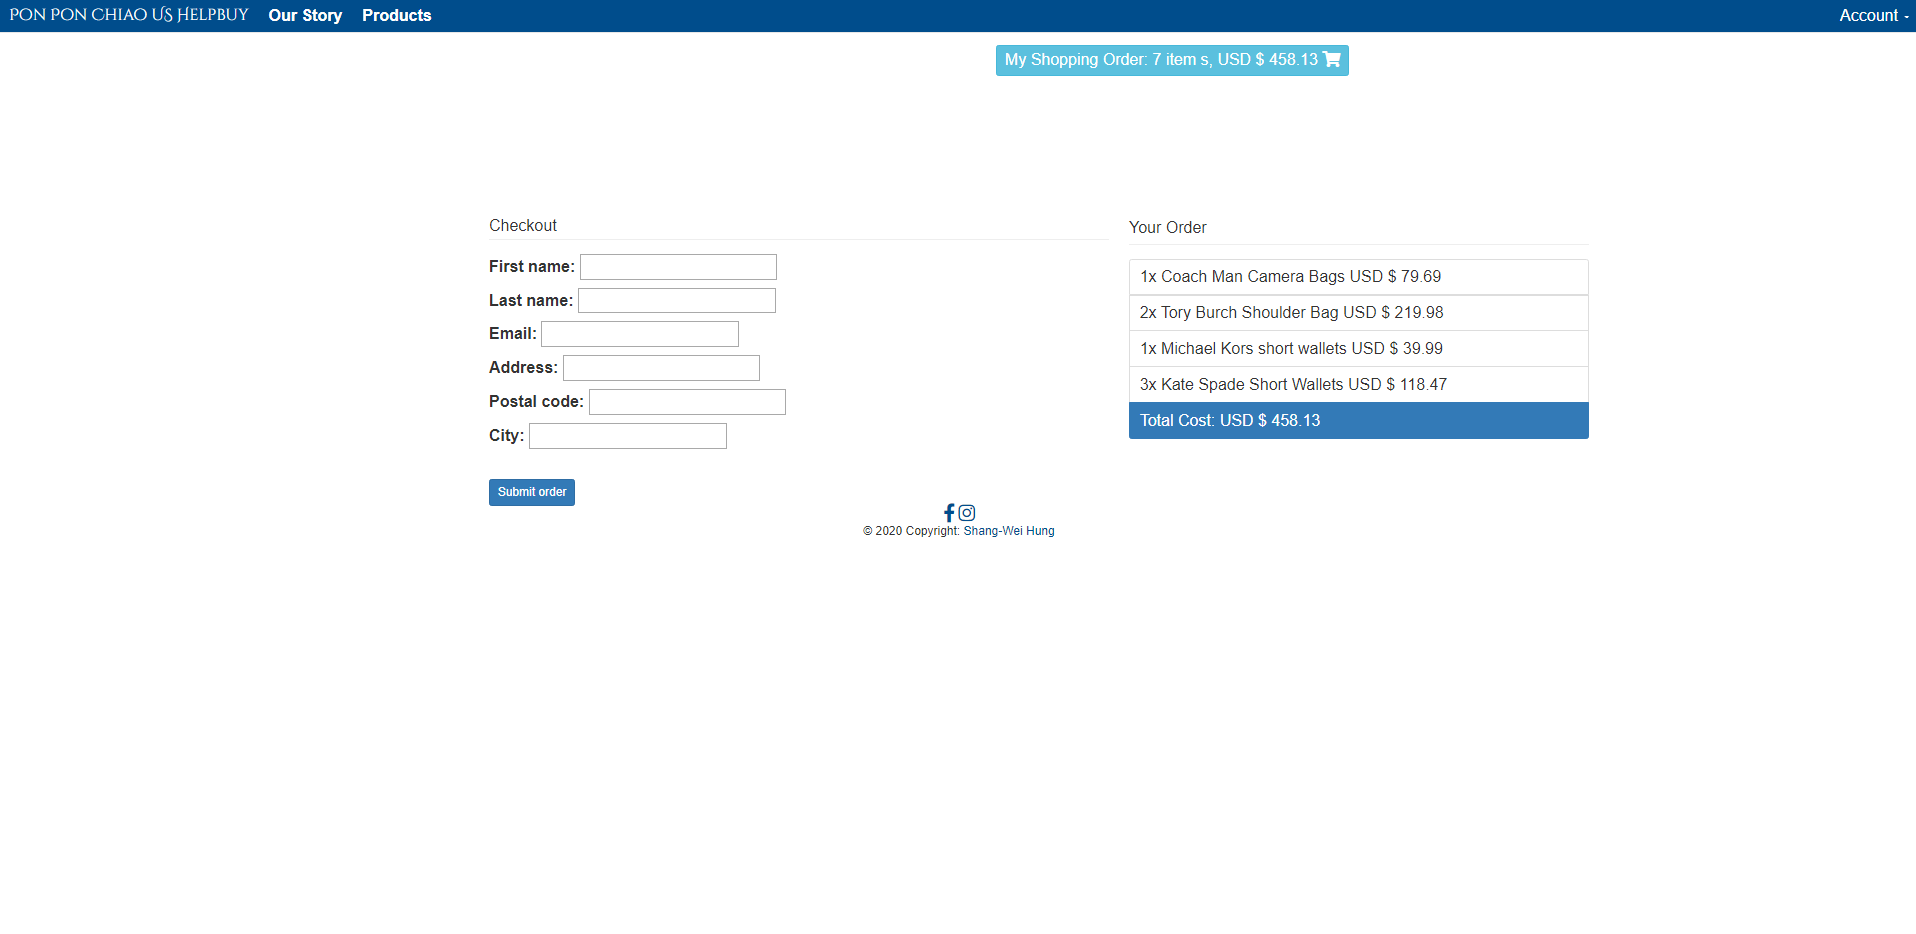 PON PON CHIAO US HELPBUY Our Story Products Account
My Shopping Order: 7 item s, USD $ 458.13
Checkout
First name:
Last name:
Email:
Address:
Postal code:
City:
Submit order
Your Order
1x Coach Man Camera Bags USD $ 79.69
2x Tory Burch Shoulder Bag USD $ 219.98
1x Michael Kors short wallets USD $ 39.99
3x Kate Spade Short Wallets USD $ 118.47
Total Cost: USD $ 458.13
© 2020 Copyright: Shang-Wei Hung